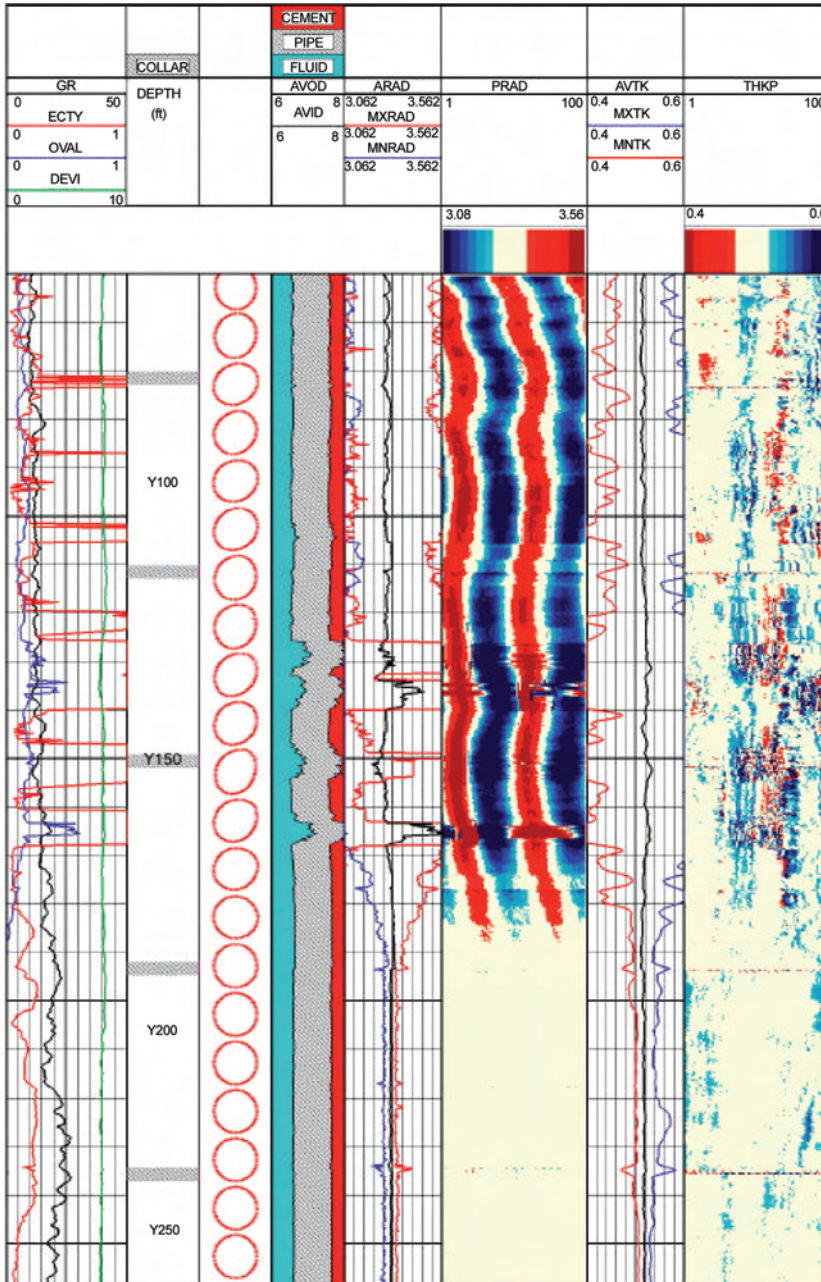 CEMENT
PIPE
COLLAR FLUID
GR DEPTH AVOD ARAD PRAD AVTK THKP
0 50 (ft) 6 8 3.062 3.562 1 100 0.4 0.6 1 100
ECTY AVID MXRAD MXTK
0 1 6 8 3.062 3.562 0.4 0.6
OVAL MNRAD MNTK
0 1 3.062 3.562 0.4 0.6
DEVI
0 10
3.08 3.56 0.4
Y100
Y150
Y200
Y250